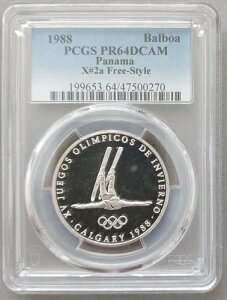 1988 Balboa
PCGS PR64DCAM
Panama
X#2a Free-Style
199653.64/47500270
XV JUEGOS OLIMPICOS DE INVIERNO
CALGARY 1988